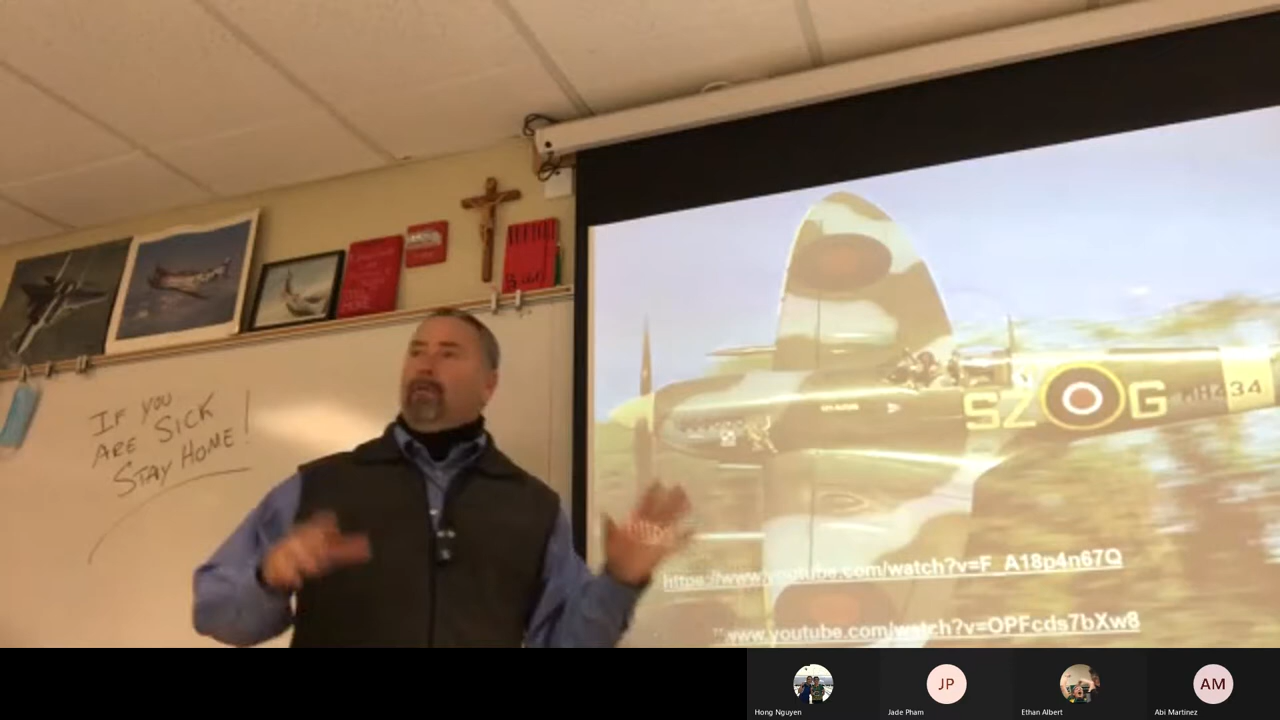 IF YOU
ARE SICK
STAY HOME!
SZ G MH434
https://www.youtube.com/watch?v=F_A18p4n67Q
www.youtube.com/watch?v=OPFcds7bXw8
JP
AM
Hong Nguyen
Jade Pham
Ethan Albert
Abi Martinez